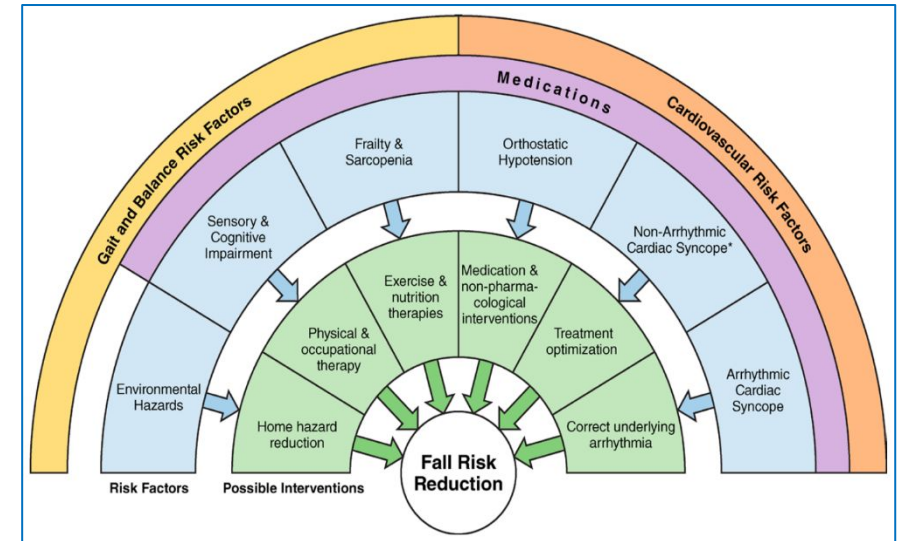 Gait and Balance Risk Factors
Medications
Cardiovascular Risk Factors
Environmental
Hazards
Sensory &
Cognitive
Impairment
Frailty &
Sarcopenia
Orthostatic
Hypotension
Non-Arrhythmic
Cardiac Syncope*
Arrhythmic
Cardiac
Syncope
Home hazard
reduction
Physical &
occupational
therapy
Exercise &
nutrition
therapies
Medication &
non-pharma-
cological
interventions
Treatment
optimization
Correct underlying
arrhythmia
Fall Risk
Reduction
Risk Factors
Possible Interventions